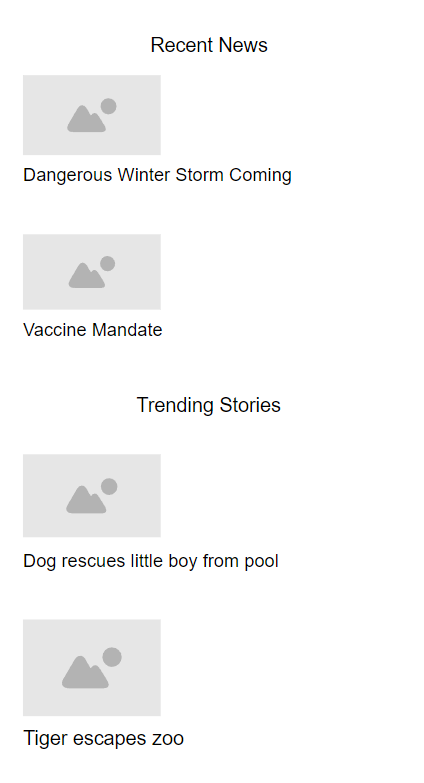 Recent News
Dangerous Winter Storm Coming
Vaccine Mandate
Trending Stories
Dog rescues little boy from pool
Tiger escapes zoo